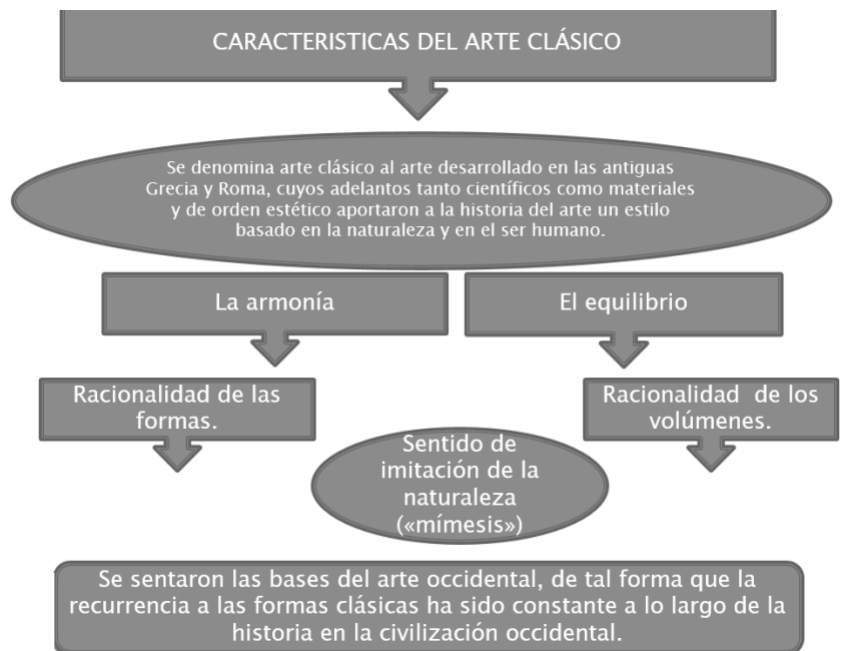 CARACTERISTICAS DEL ARTE CLÁSICO
Se denomina arte clásico al arte desarrollado en las antiguas
Grecia y Roma, cuyos adelantos tanto científicos como materiales
y de orden estético aportaron a la historia del arte un estilo
basado en la naturaleza y en el ser humano.
La armonía
El equilibrio
Racionalidad de las
formas.
Racionalidad de los
volúmenes.
Sentido de
imitación de la
naturaleza
(«mímesis»)
Se sentaron las bases del arte occidental, de tal forma que la
recurrencia a las formas clásicas ha sido constante a lo largo de la
historia en la civilización occidental.